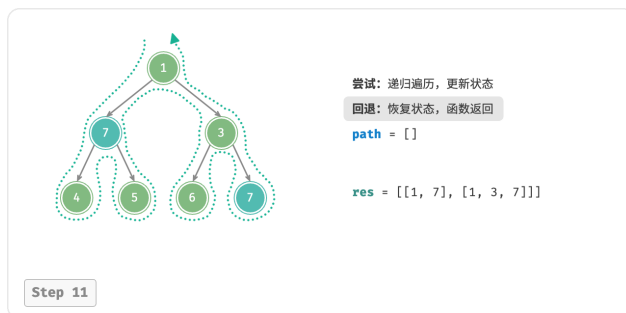 1
尝试：递归遍历，更新状态
回退：恢复状态，函数返回
7
3
path = []
4
5
6
7
res = [[1, 7], [1, 3, 7]]]
Step 11